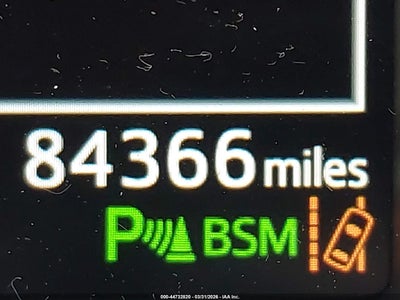 84366 miles
P BSM
000-44732820 - 03/31/2026 - IAA Inc.